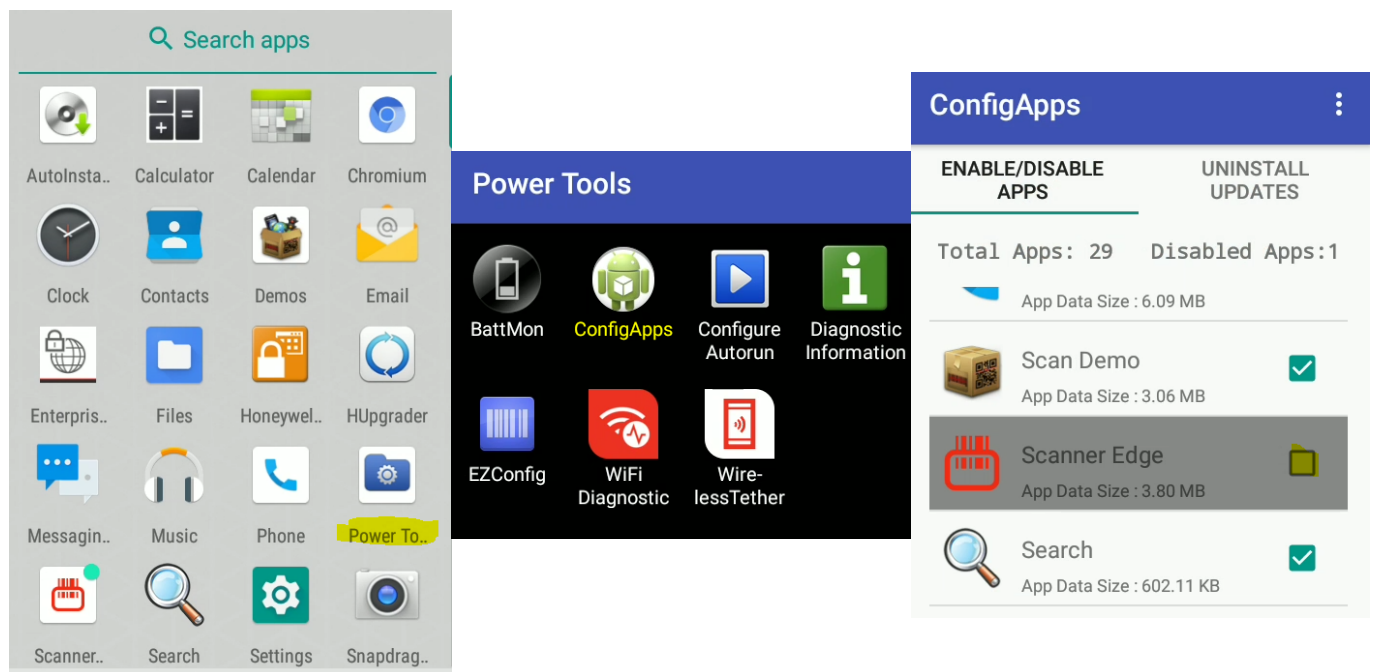 Search apps
AutoInsta..
Calculator
Calendar
Chromium
Clock
Contacts
Demos
Email
Enterpris..
Files
Honeywel..
HUpgrader
Messagin..
Music
Phone
Power To..
Scanner..
Search
Settings
Snapdrag..
Power Tools
BattMon
ConfigApps
Configure
Autorun
Diagnostic
Information
EZConfig
WiFi
Diagnostic
Wire-
lessTether
ConfigApps
ENABLE/DISABLE
APPS
UNINSTALL
UPDATES
Total Apps: 29
Disabled Apps:1
App Data Size : 6.09 MB
Scan Demo
App Data Size : 3.06 MB
Scanner Edge
App Data Size : 3.80 MB
Search
App Data Size : 602.11 KB